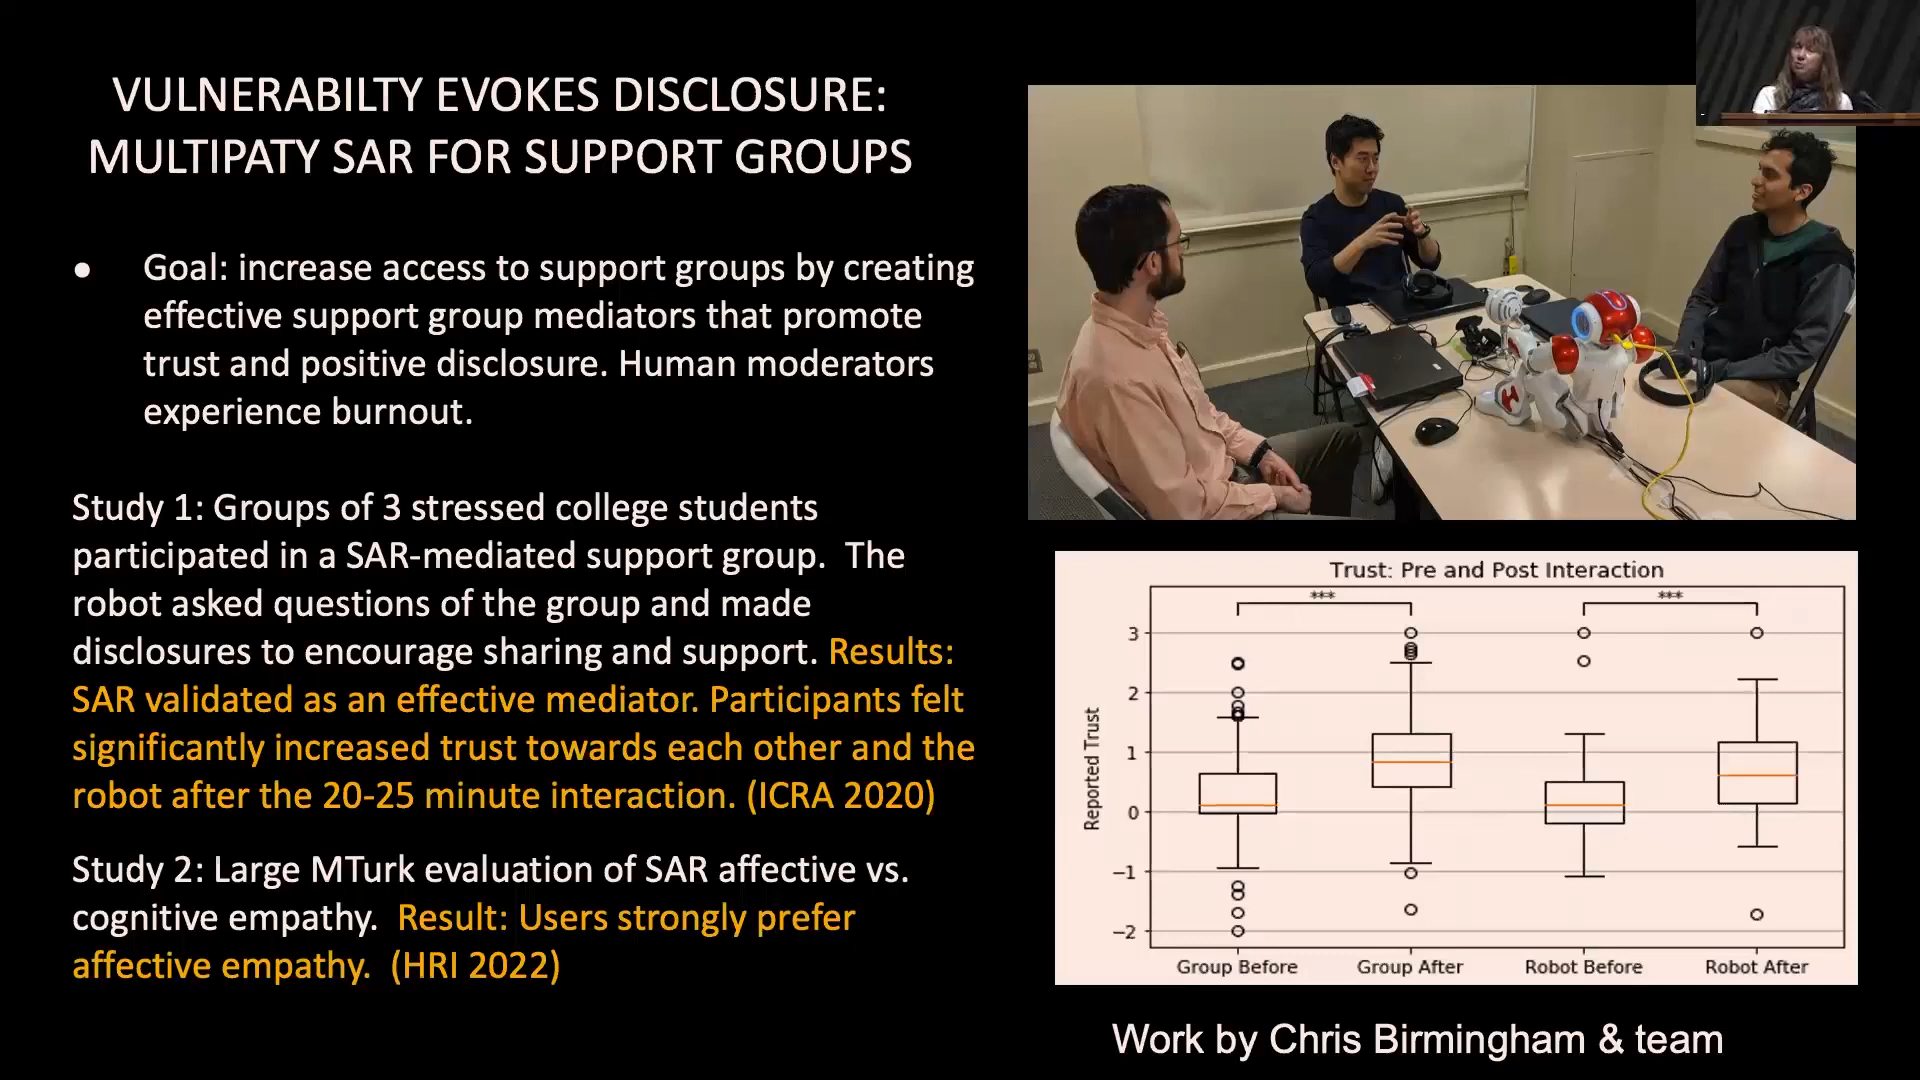 VULNERABILTY EVOKES DISCLOSURE:
MULTIPATY SAR FOR SUPPORT GROUPS
● Goal: increase access to support groups by creating
effective support group mediators that promote
trust and positive disclosure. Human moderators
experience burnout.
Study 1: Groups of 3 stressed college students
participated in a SAR-mediated support group. The
robot asked questions of the group and made
disclosures to encourage sharing and support. Results:
SAR validated as an effective mediator. Participants felt
significantly increased trust towards each other and the
robot after the 20-25 minute interaction. (ICRA 2020)
Study 2: Large MTurk evaluation of SAR affective vs.
cognitive empathy. Result: Users strongly prefer
affective empathy. (HRI 2022)
Trust: Pre and Post Interaction
*** ***
3
2
1
0
−1
−2
Reported Trust
Group Before Group After Robot Before Robot After
Work by Chris Birmingham & team